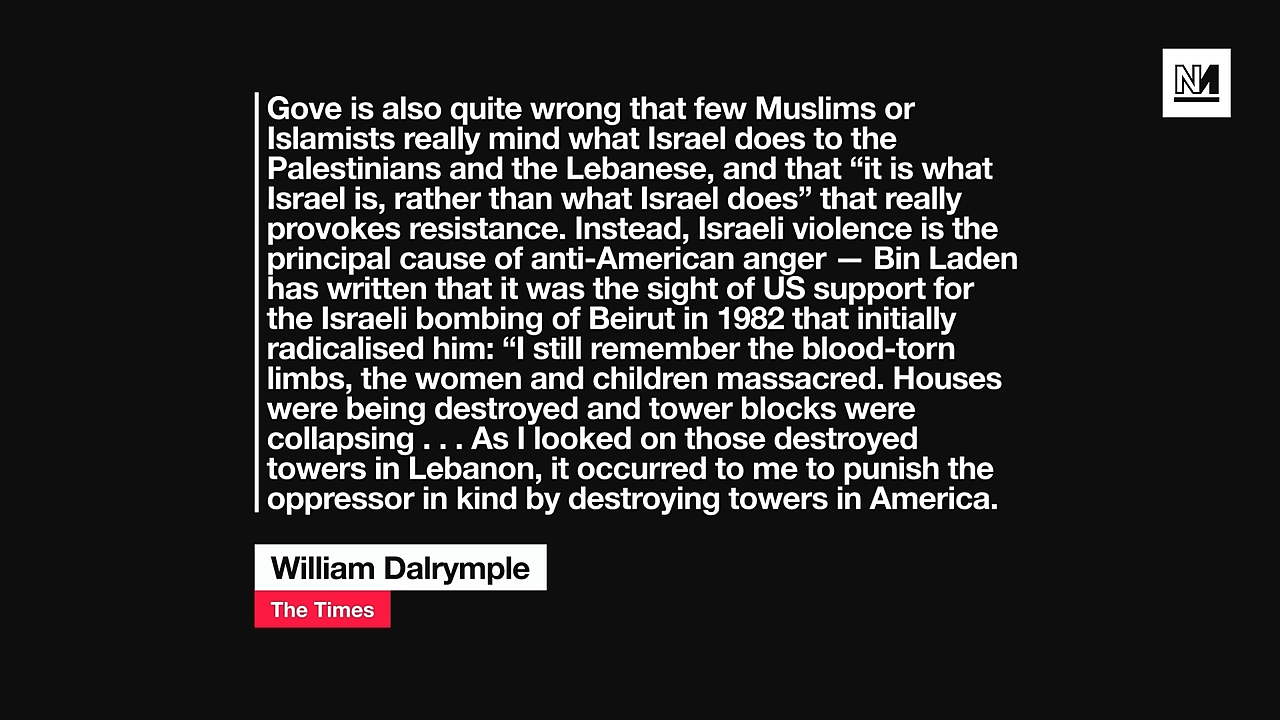 Gove is also quite wrong that few Muslims or
Islamists really mind what Israel does to the
Palestinians and the Lebanese, and that “it is what
Israel is, rather than what Israel does” that really
provokes resistance. Instead, Israeli violence is the
principal cause of anti-American anger — Bin Laden
has written that it was the sight of US support for
the Israeli bombing of Beirut in 1982 that initially
radicalised him: “I still remember the blood-torn
limbs, the women and children massacred. Houses
were being destroyed and tower blocks were
collapsing . . . As I looked on those destroyed
towers in Lebanon, it occurred to me to punish the
oppressor in kind by destroying towers in America.
William Dalrymple
The Times
NM